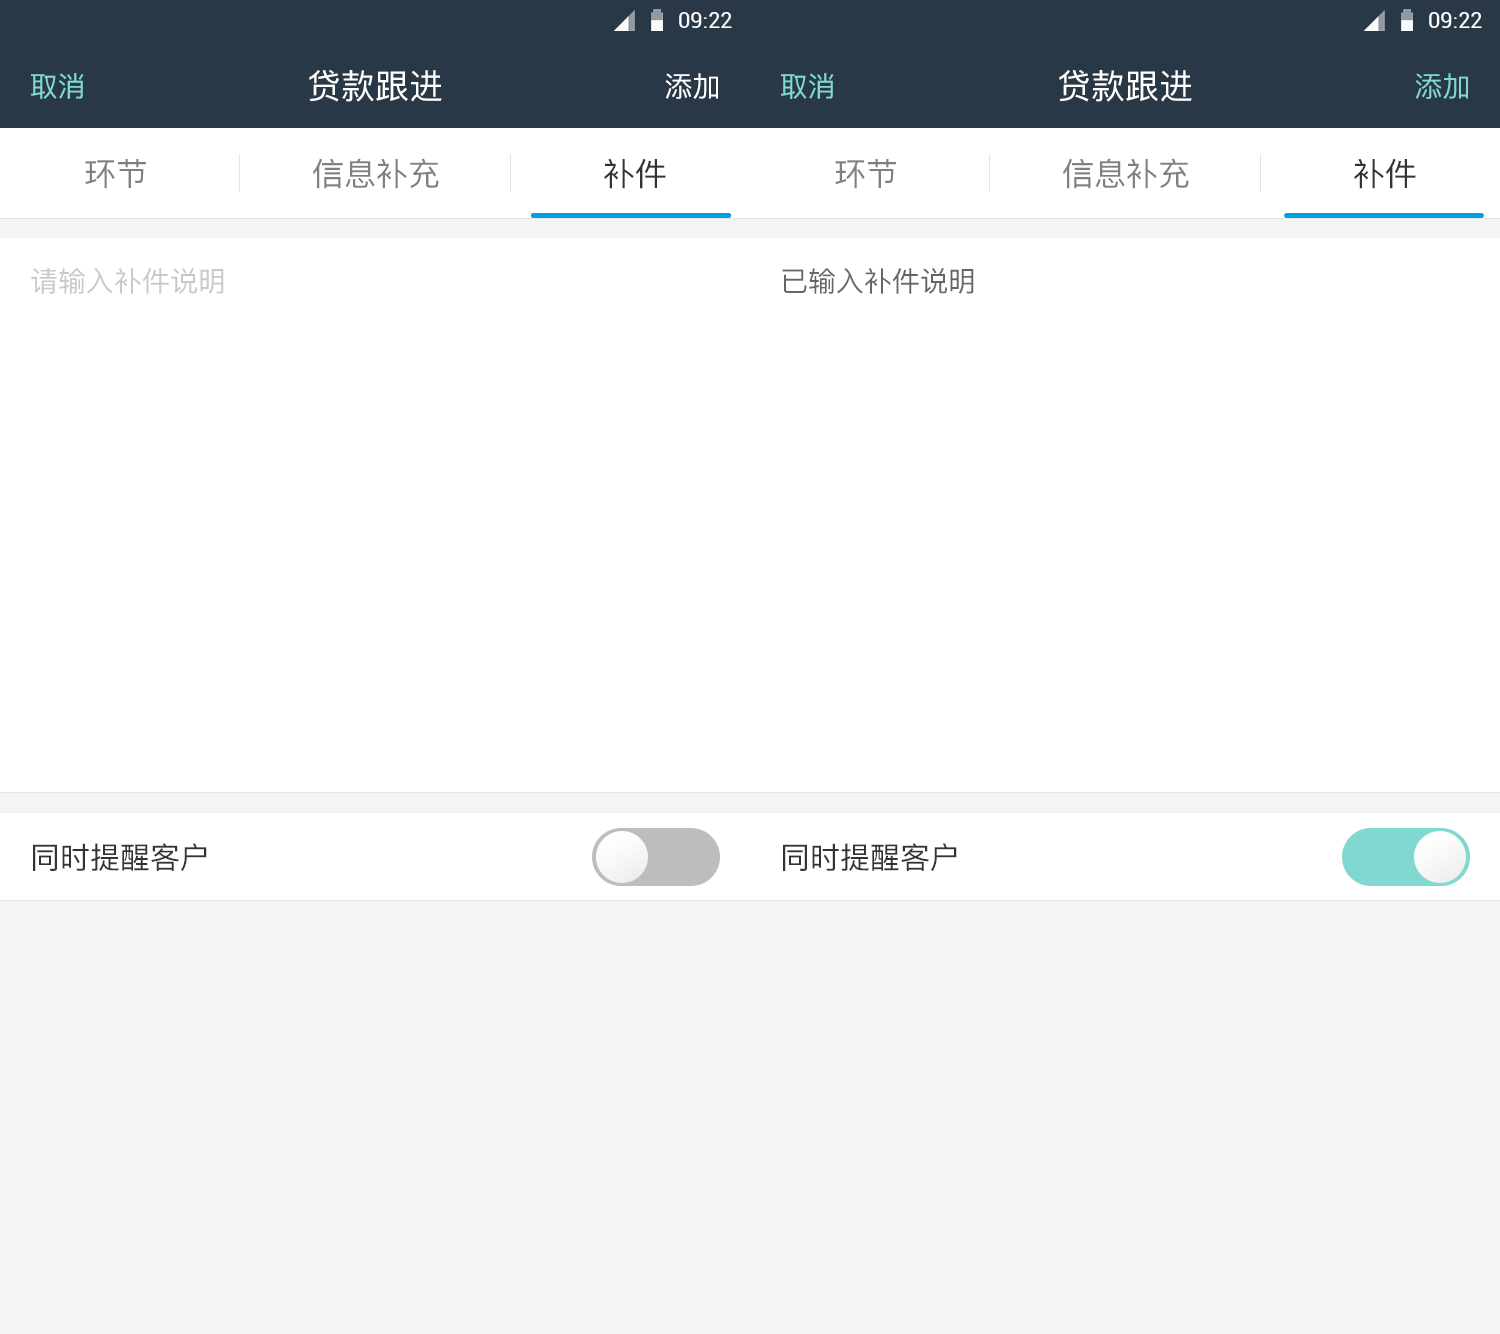 09:22
取消 贷款跟进 添加
环节 信息补充 补件
请输入补件说明
同时提醒客户
09:22
取消 贷款跟进 添加
环节 信息补充 补件
已输入补件说明
同时提醒客户